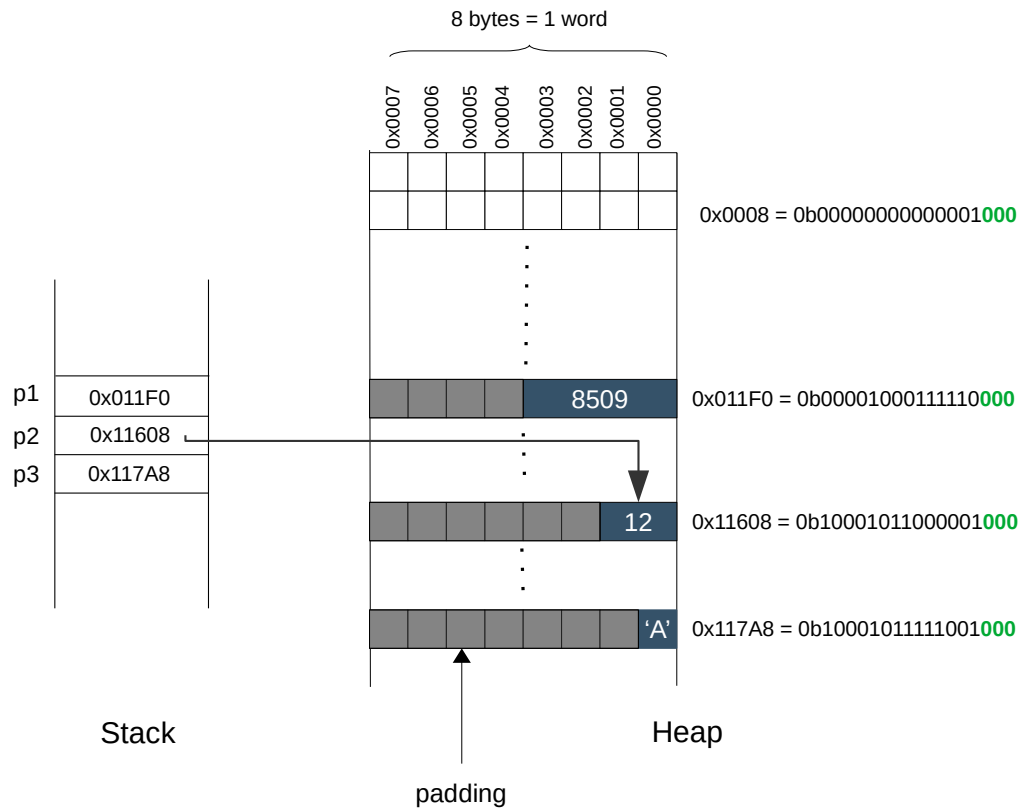 8 bytes = 1 word
0x0007
0x0006
0x0005
0x0004
0x0003
0x0002
0x0001
0x0000
0x0008 = 0b00000000000001000
p1
0x011F0
8509
0x011F0 = 0b00001000111110000
p2
0x11608
p3
0x117A8
12
0x11608 = 0b10001011000001000
‘A’
0x117A8 = 0b10001011111001000
Stack
Heap
padding